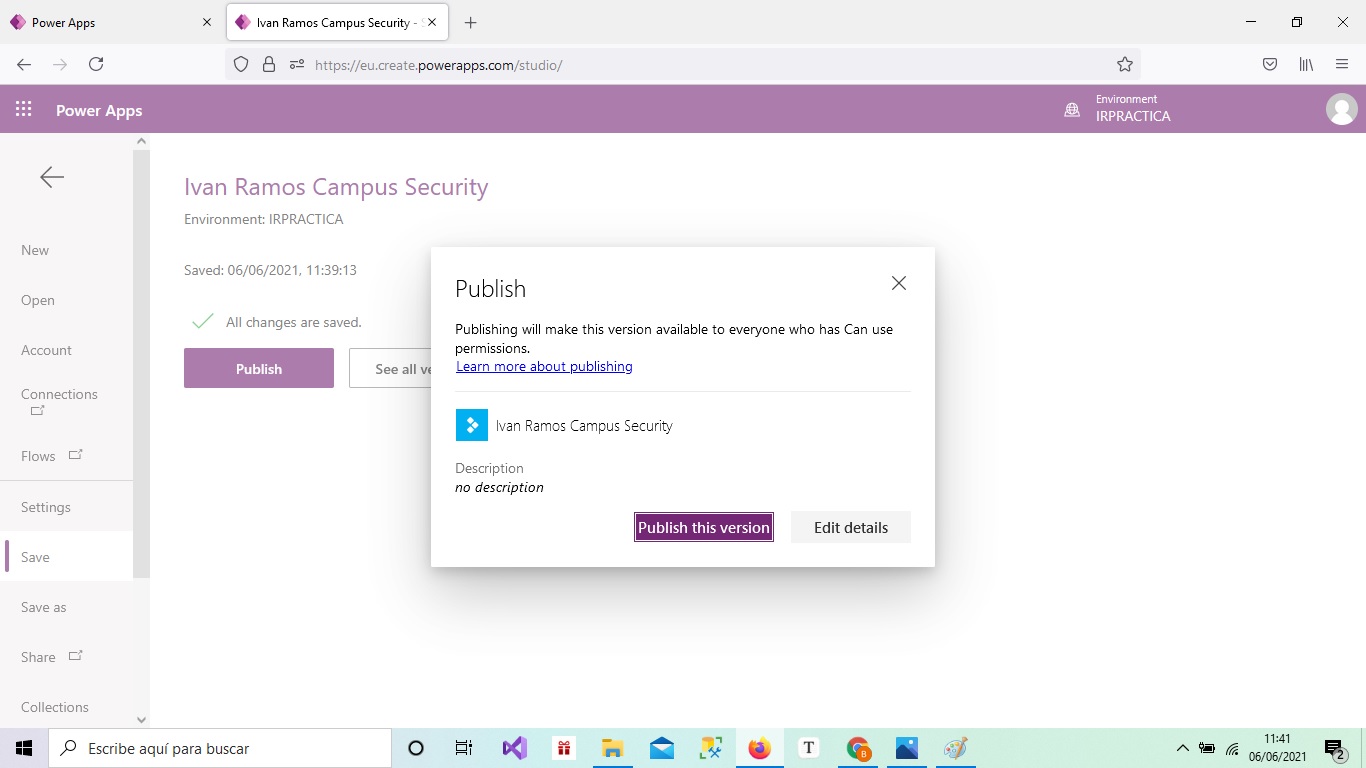 Power Apps
Ivan Ramos Campus Security -
https://eu.create.powerapps.com/studio/
Power Apps
Environment
IRPRACTICA
Ivan Ramos Campus Security
Environment: IRPRACTICA
Saved: 06/06/2021, 11:39:13
All changes are saved.
Publish
See all ve
New
Open
Account
Connections
Flows
Settings
Save
Save as
Share
Collections
Publish
Publishing will make this version available to everyone who has Can use
permissions.
Learn more about publishing
Ivan Ramos Campus Security
Description
no description
Publish this version
Edit details
Escribe aquí para buscar
T
B
11:41
06/06/2021
2